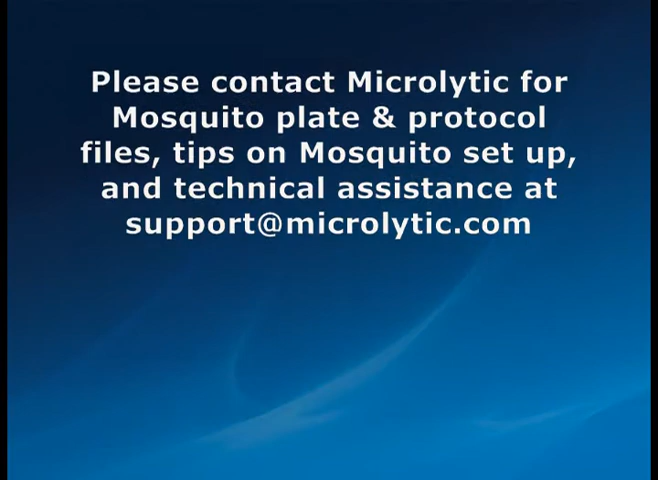 Please contact Microlytic for
Mosquito plate & protocol
files, tips on Mosquito set up,
and technical assistance at
support@microlytic.com